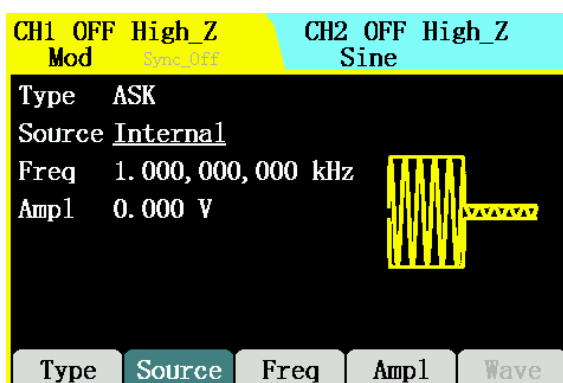 CH1 OFF High_Z CH2 OFF High_Z
Mod Sync_Off Sine
Type ASK
Source Internal
Freq 1.000,000,000 kHz
Ampl 0.000 V
Type Source Freq Ampl Wave